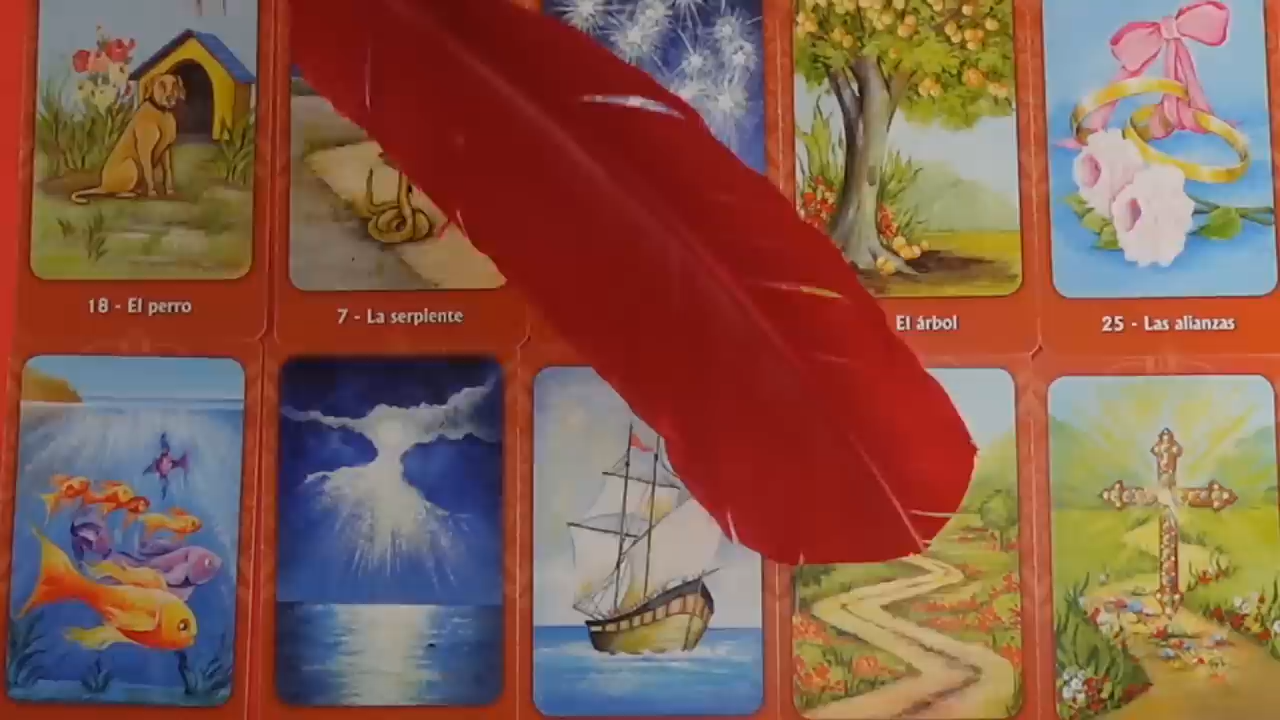 18 - El perro
7 - La serpiente
El árbol
25 - Las alianzas